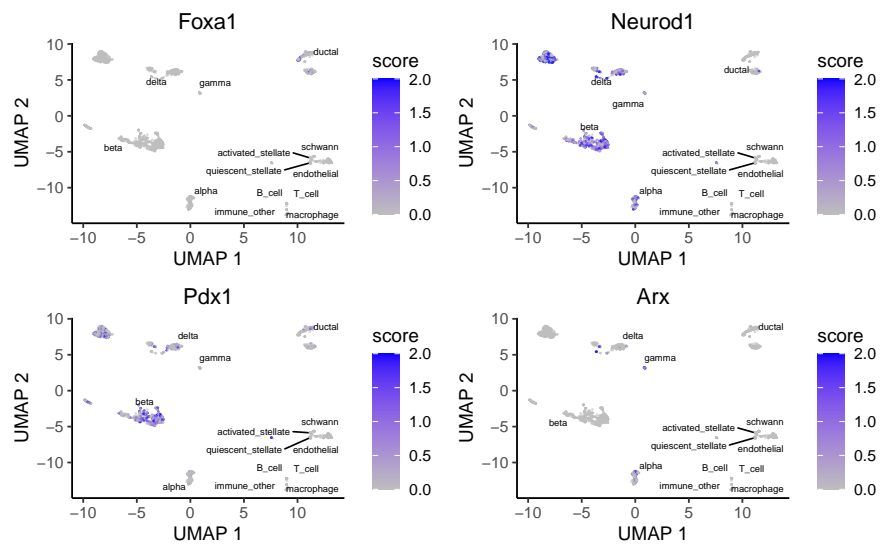 Foxa1
10
5
0
−5
−10
UMAP 2
−10
−5
0
5
10
UMAP 1
ductal
delta
gamma
beta
activated_stellate
schwann
quiescent_stellate
endothelial
alpha
B_cell
T_cell
immune_other
macrophage
score
2.0
1.5
1.0
0.5
0.0
Neurod1
10
5
0
−5
−10
UMAP 2
−10
−5
0
5
10
UMAP 1
ductal
delta
gamma
beta
activated_stellate
schwann
quiescent_stellate
endothelial
alpha
B_cell
T_cell
immune_other
macrophage
score
2.0
1.5
1.0
0.5
0.0
Pdx1
10
5
0
−5
−10
UMAP 2
−10
−5
0
5
10
UMAP 1
ductal
delta
gamma
beta
activated_stellate
schwann
quiescent_stellate
endothelial
alpha
B_cell
T_cell
immune_other
macrophage
score
2.0
1.5
1.0
0.5
0.0
Arx
10
5
0
−5
−10
UMAP 2
−10
−5
0
5
10
UMAP 1
ductal
delta
gamma
beta
activated_stellate
schwann
quiescent_stellate
endothelial
alpha
B_cell
T_cell
immune_other
macrophage
score
2.0
1.5
1.0
0.5
0.0